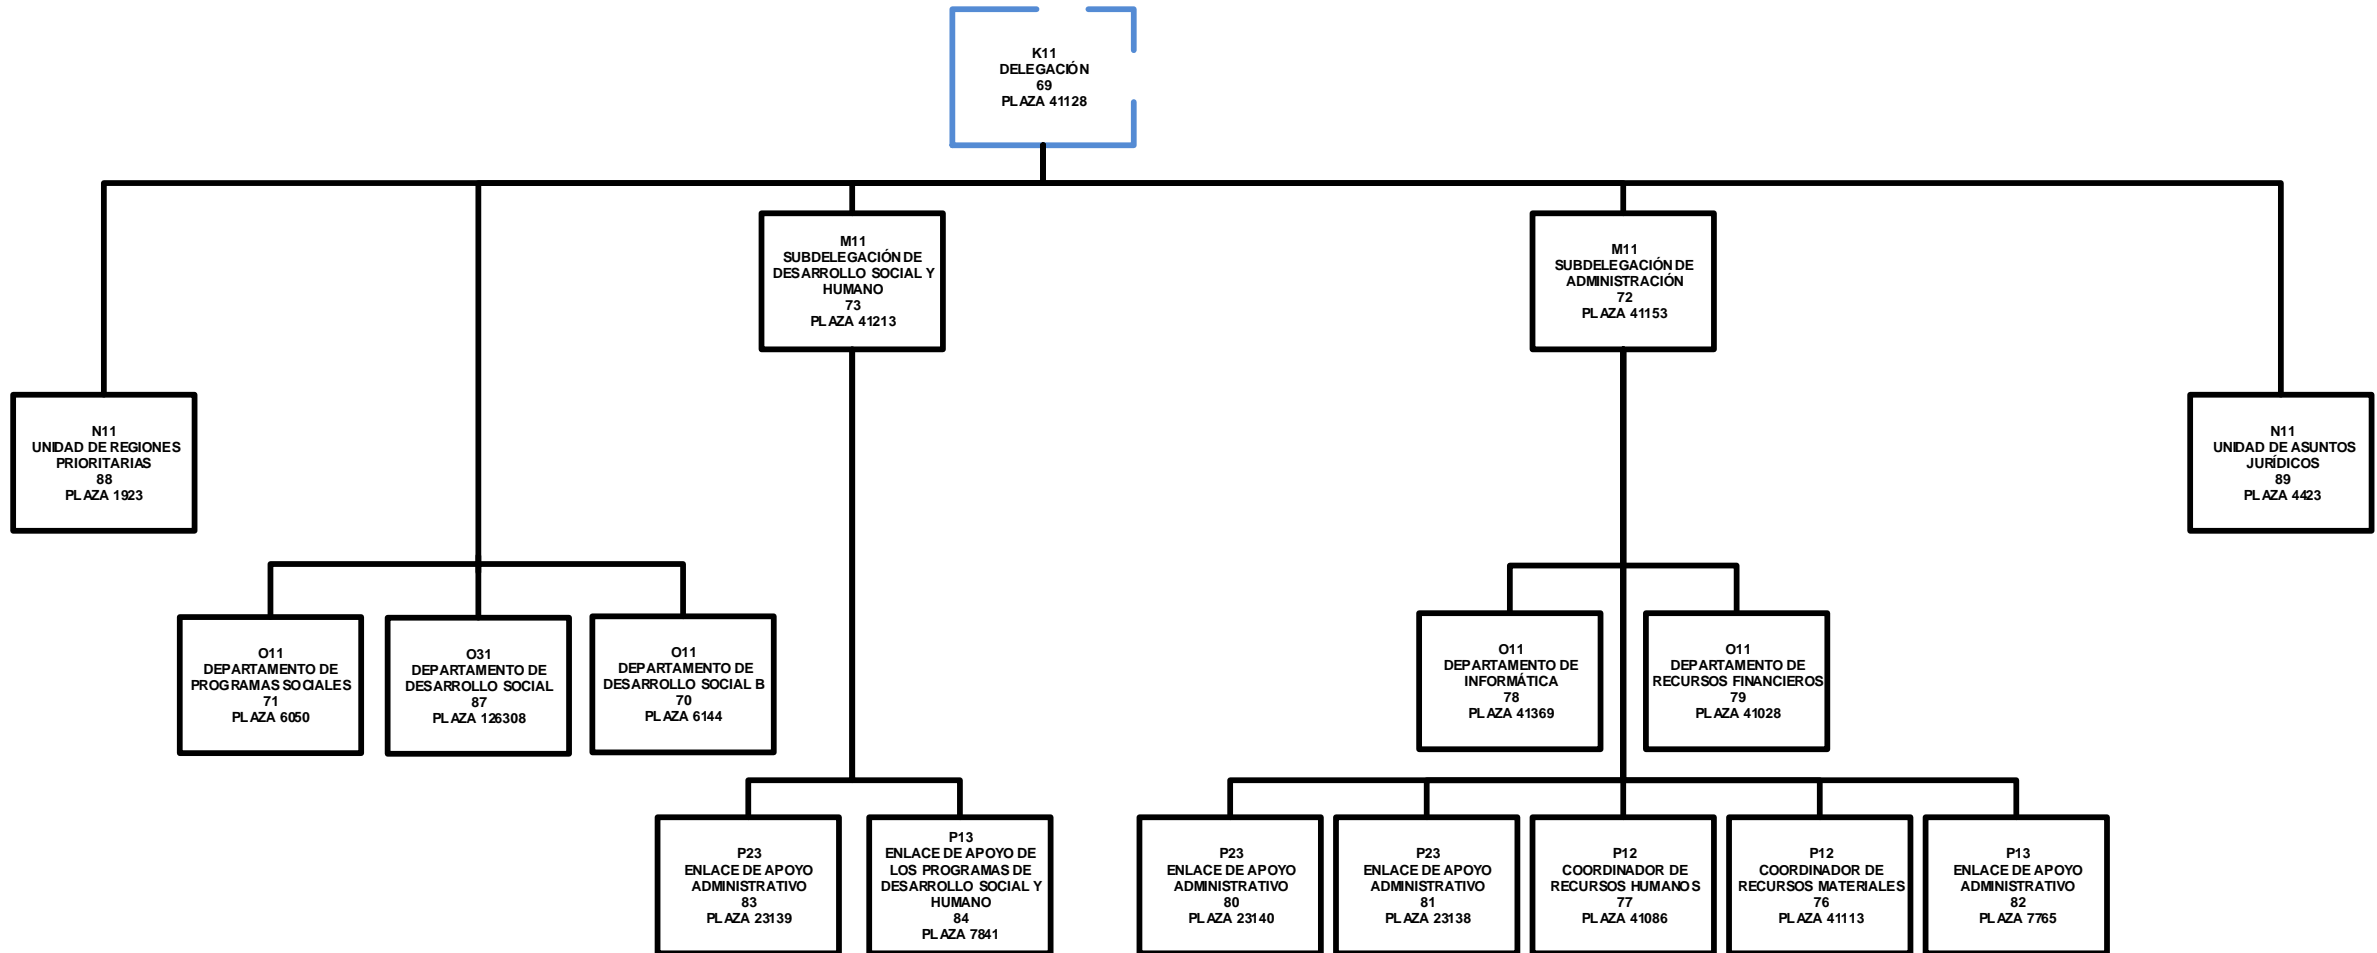 K11
DELEGACIÓN
69
PLAZA 41128
M11
SUBDELEGACIÓN DE
DESARROLLO SOCIAL Y
HUMANO
73
PLAZA 41213
M11
SUBDELEGACIÓN DE
ADMINISTRACIÓN
72
PLAZA 41153
N11
UNIDAD DE REGIONES
PRIORITARIAS
88
PLAZA 1923
N11
UNIDAD DE ASUNTOS
JURÍDICOS
89
PLAZA 4423
O11
DEPARTAMENTO DE
PROGRAMAS SOCIALES
71
PLAZA 6050
O31
DEPARTAMENTO DE
DESARROLLO SOCIAL
87
PLAZA 126308
O11
DEPARTAMENTO DE
DESARROLLO SOCIAL B
70
PLAZA 6144
O11
DEPARTAMENTO DE
INFORMÁTICA
78
PLAZA 41369
O11
DEPARTAMENTO DE
RECURSOS FINANCIEROS
79
PLAZA 41028
P23
ENLACE DE APOYO
ADMINISTRATIVO
83
PLAZA 23139
P13
ENLACE DE APOYO DE
LOS PROGRAMAS DE
DESARROLLO SOCIAL Y
HUMANO
84
PLAZA 7841
P23
ENLACE DE APOYO
ADMINISTRATIVO
80
PLAZA 23140
P23
ENLACE DE APOYO
ADMINISTRATIVO
81
PLAZA 23138
P12
COORDINADOR DE
RECURSOS HUMANOS
77
PLAZA 41086
P12
COORDINADOR DE
RECURSOS MATERIALES
76
PLAZA 41113
P13
ENLACE DE APOYO
ADMINISTRATIVO
82
PLAZA 7765